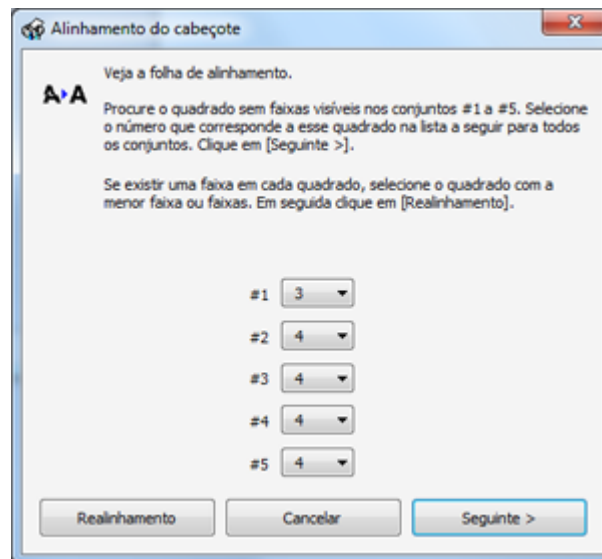 Alinhamento do cabeçote
Veja a folha de alinhamento.
A A
Procure o quadrado sem faixas visíveis nos conjuntos #1 a #5. Selecione
o número que corresponde a esse quadrado na lista a seguir para todos
os conjuntos. Clique em [Seguinte >].
Se existir uma faixa em cada quadrado, selecione o quadrado com a
menor faixa ou faixas. Em seguida clique em [Realinhamento].
#1 3
#2 4
#3 4
#4 4
#5 4
Realinhamento Cancelar Seguinte >